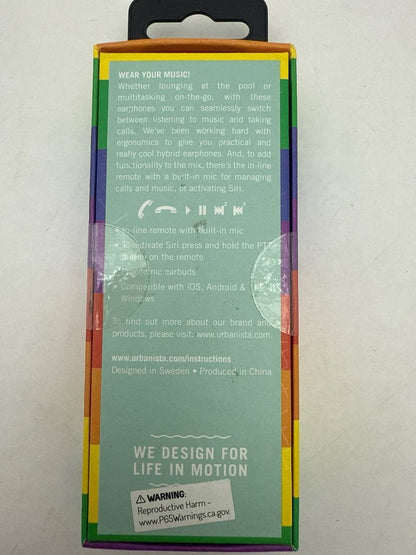 WEAR YOUR MUSIC!
Whether lounging at the pool or
multitasking on-the-go, with these
earphones you can seamlessly switch
between listening to music and taking
calls. We've been working hard with
ergonomics to give you practical and
really cool hybrid earphones. And, to add
functionality to the mix, there's the in-line
remote with a built-in mic for managing
calls and music, or activating Siri.
• In-line remote with built-in mic
• To activate Siri press and hold the PTT
button on the remote
• Ergonomic earbuds
• Compatible with iOS, Android &
Windows
To find out more about our brand and
products, please visit: www.urbanista.com
www.urbanista.com/instructions
Designed in Sweden • Produced in China
WE DESIGN FOR
LIFE IN MOTION
⚠ WARNING:
Reproductive Harm -
www.P65Warnings.ca.gov.